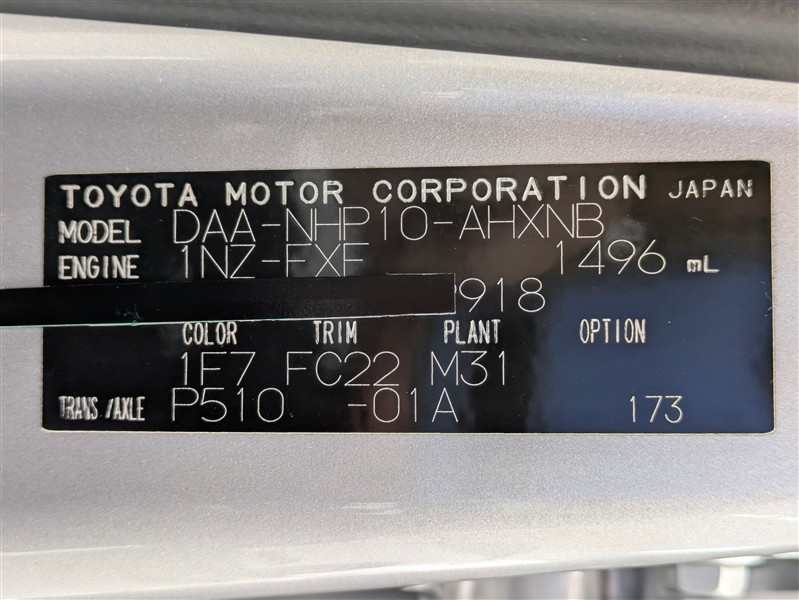 TOYOTA MOTOR CORPORATION JAPAN
MODEL DAA-NHP10-AHXNB
ENGINE 1NZ-FXE 1496 mL
918
COLOR TRIM PLANT OPTION
1F7 FC22 M31
TRANS./AXLE P510 -01A 173